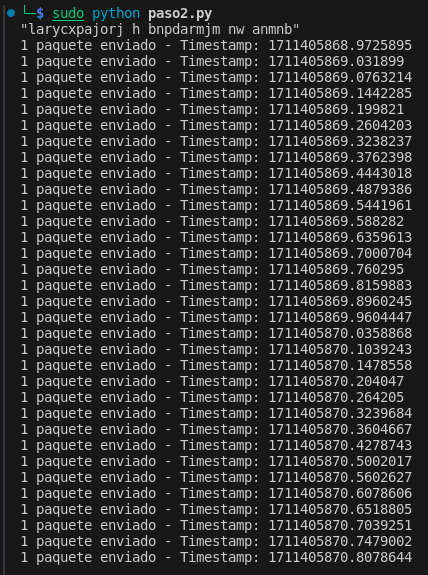 └─$ sudo python paso2.py
"larycxpajorj h bnpdarmjm nw anmnb"
1 paquete enviado - Timestamp: 1711405868.9725895
1 paquete enviado - Timestamp: 1711405869.031899
1 paquete enviado - Timestamp: 1711405869.0763214
1 paquete enviado - Timestamp: 1711405869.1442285
1 paquete enviado - Timestamp: 1711405869.199821
1 paquete enviado - Timestamp: 1711405869.2604203
1 paquete enviado - Timestamp: 1711405869.3238237
1 paquete enviado - Timestamp: 1711405869.3762398
1 paquete enviado - Timestamp: 1711405869.4443018
1 paquete enviado - Timestamp: 1711405869.4879386
1 paquete enviado - Timestamp: 1711405869.5441961
1 paquete enviado - Timestamp: 1711405869.588282
1 paquete enviado - Timestamp: 1711405869.6359613
1 paquete enviado - Timestamp: 1711405869.7000704
1 paquete enviado - Timestamp: 1711405869.760295
1 paquete enviado - Timestamp: 1711405869.8159883
1 paquete enviado - Timestamp: 1711405869.8960245
1 paquete enviado - Timestamp: 1711405869.9604447
1 paquete enviado - Timestamp: 1711405870.0358868
1 paquete enviado - Timestamp: 1711405870.1039243
1 paquete enviado - Timestamp: 1711405870.1478558
1 paquete enviado - Timestamp: 1711405870.204047
1 paquete enviado - Timestamp: 1711405870.264205
1 paquete enviado - Timestamp: 1711405870.3239684
1 paquete enviado - Timestamp: 1711405870.3604667
1 paquete enviado - Timestamp: 1711405870.4278743
1 paquete enviado - Timestamp: 1711405870.5002017
1 paquete enviado - Timestamp: 1711405870.5602627
1 paquete enviado - Timestamp: 1711405870.6078606
1 paquete enviado - Timestamp: 1711405870.6518805
1 paquete enviado - Timestamp: 1711405870.7039251
1 paquete enviado - Timestamp: 1711405870.7479002
1 paquete enviado - Timestamp: 1711405870.8078644